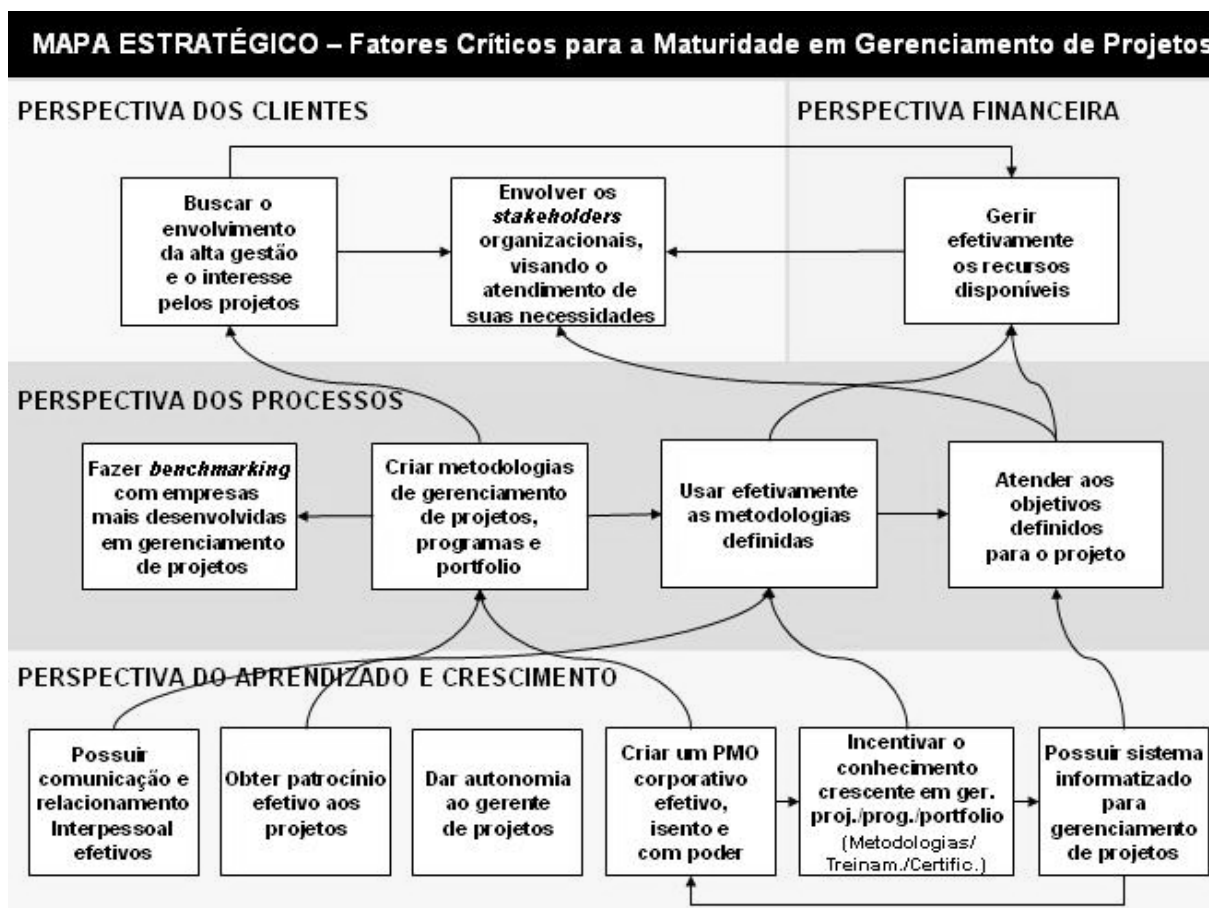 MAPA ESTRATÉGICO – Fatores Críticos para a Maturidade em Gerenciamento de Projetos
PERSPECTIVA DOS CLIENTES
PERSPECTIVA FINANCEIRA
Buscar o
envolvimento
da alta gestão
e o interesse
pelos projetos
Envolver os
stakeholders
organizacionais,
visando o
atendimento de
suas necessidades
Gerir
efetivamente
os recursos
disponíveis
PERSPECTIVA DOS PROCESSOS
Fazer benchmarking
com empresas
mais desenvolvidas
em gerenciamento
de projetos
Criar metodologias
de gerenciamento
de projetos,
programas e
portfolio
Usar efetivamente
as metodologias
definidas
Atender aos
objetivos
definidos
para o projeto
PERSPECTIVA DO APRENDIZADO E CRESCIMENTO
Possuir
comunicação e
relacionamento
Interpessoal
efetivos
Obter patrocínio
efetivo aos
projetos
Dar autonomia
ao gerente
de projetos
Criar um PMO
corporativo
efetivo,
isento e
com poder
Incentivar o
conhecimento
crescente em ger.
proj./prog./portfolio
(Metodologias/
Treinam./Certific.)
Possuir sistema
informatizado
para
gerenciamento
de projetos